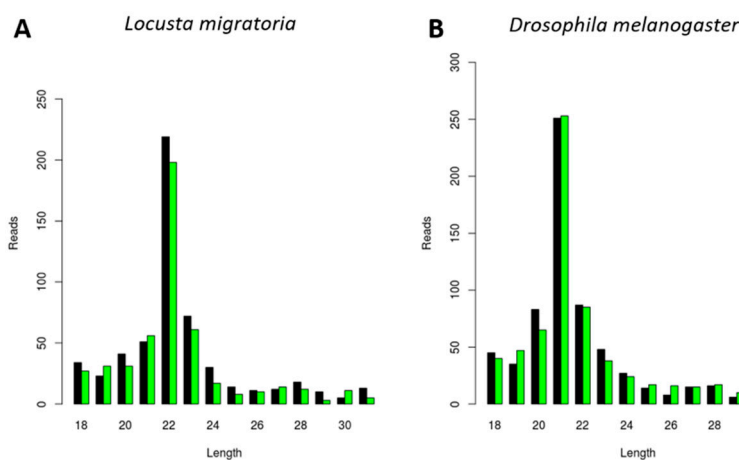 A
Locusta migratoria
B
Drosophila melanogaster
250
200
150
100
50
0
Reads
18 20 22 24 26 28 30
Length
300
250
200
150
100
50
0
Reads
18 20 22 24 26 28
Length